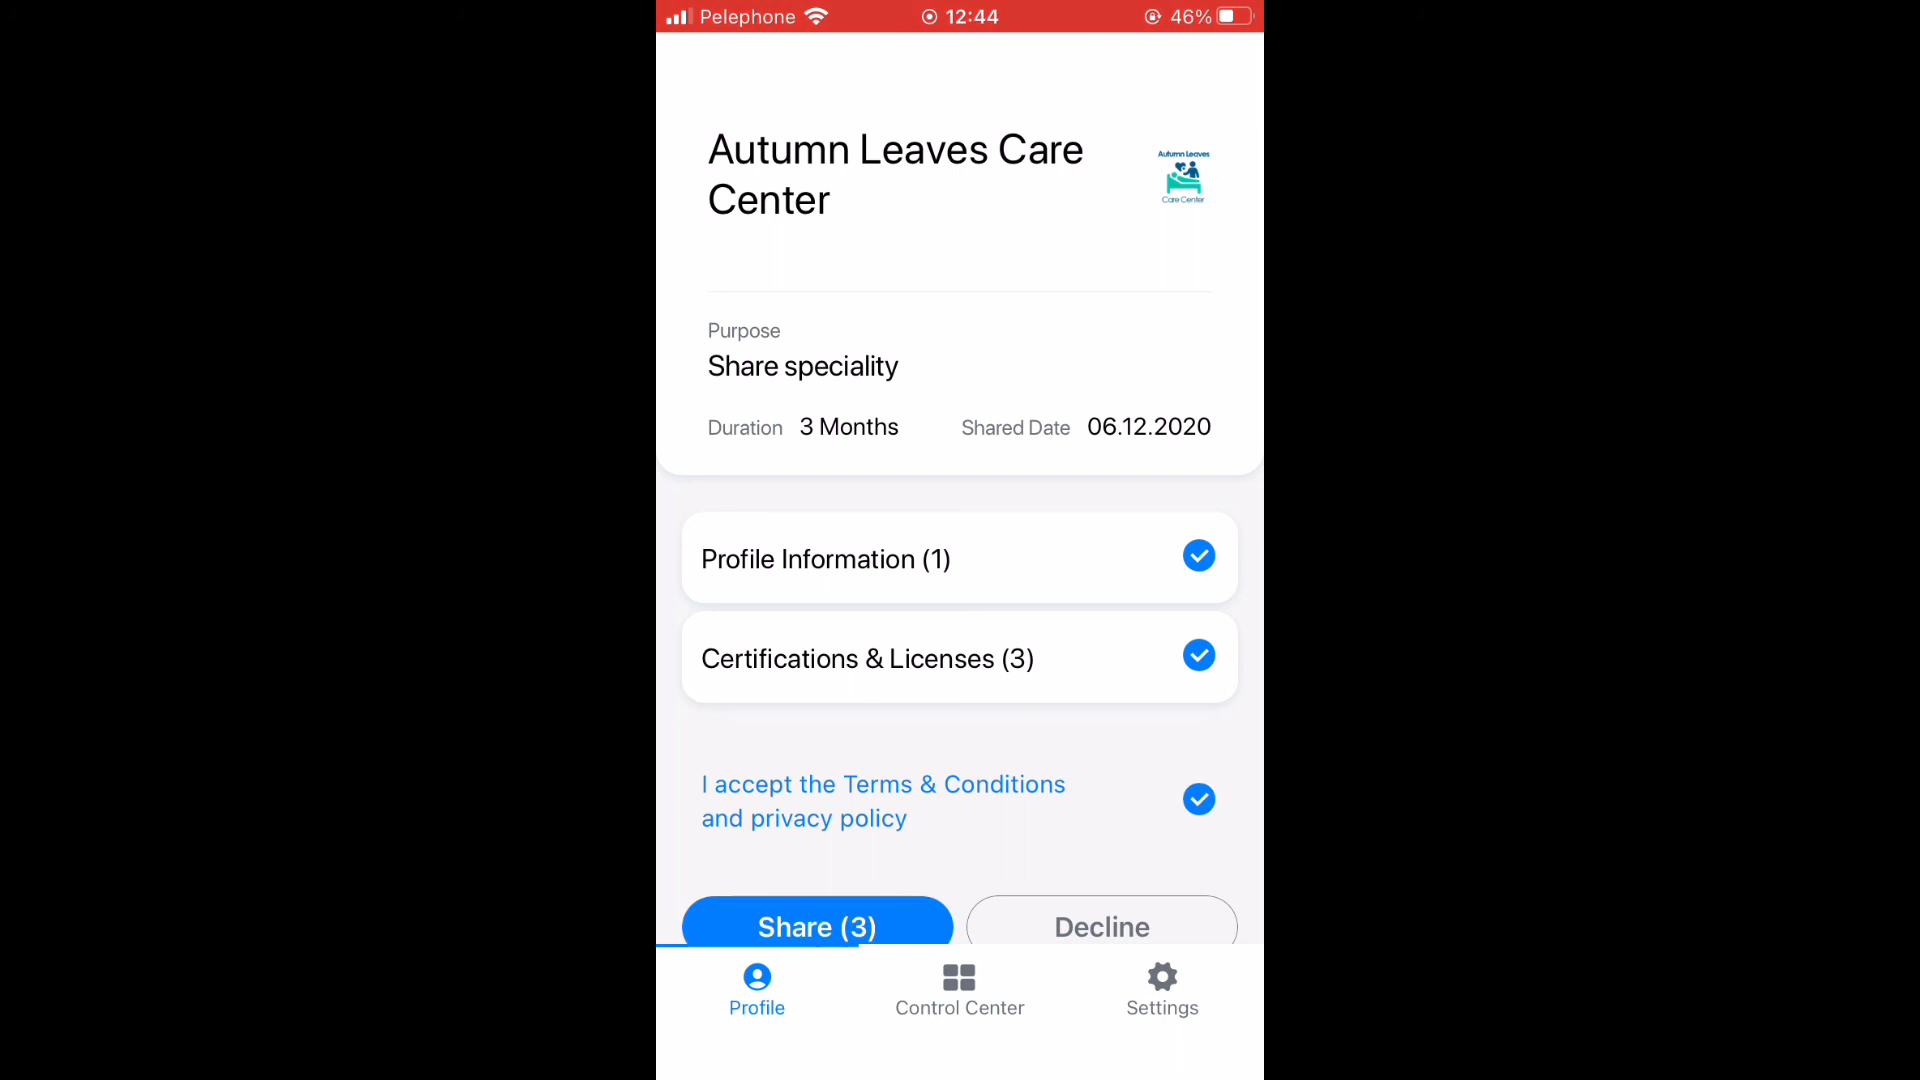 Pelephone 12:44 46%
Autumn Leaves Care
Center
Autumn Leaves
Care Center
Purpose
Share speciality
Duration 3 Months Shared Date 06.12.2020
Profile Information (1)
Certifications & Licenses (3)
I accept the Terms & Conditions
and privacy policy
Share (3) Decline
Profile Control Center Settings